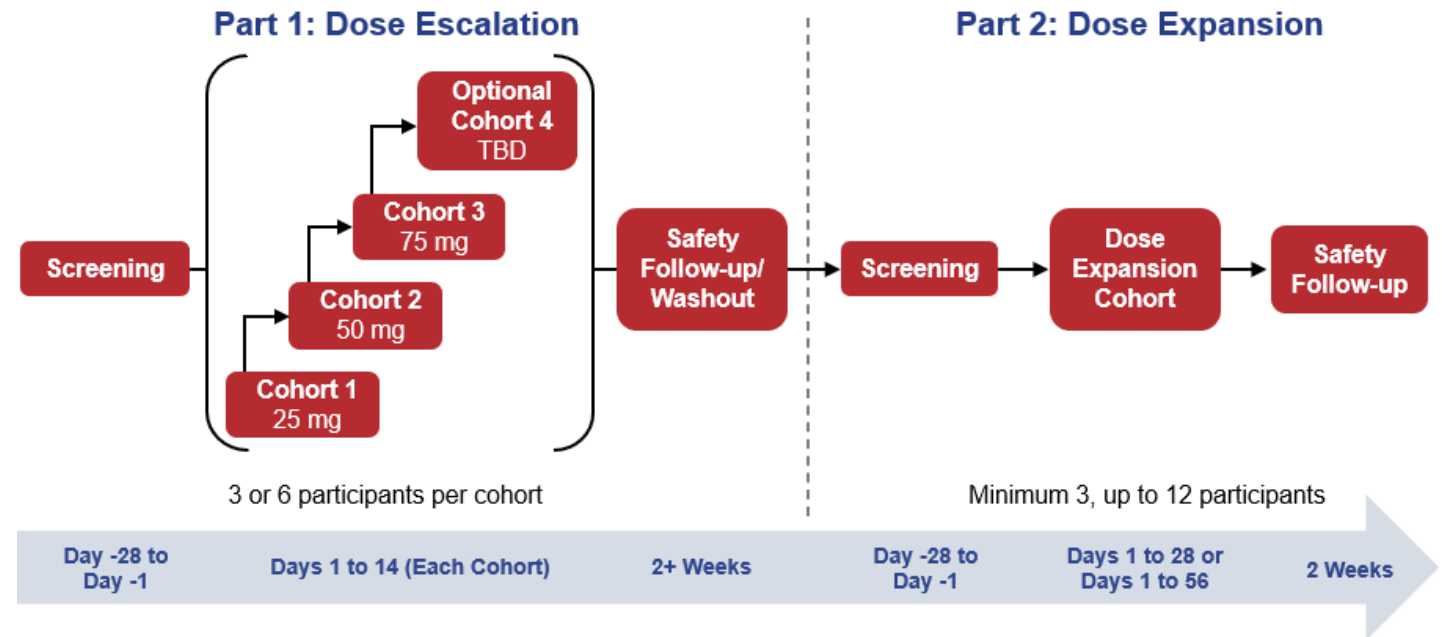 Part 1: Dose Escalation
Part 2: Dose Expansion
Optional
Cohort 4
TBD
Cohort 3
75 mg
Cohort 2
50 mg
Cohort 1
25 mg
Screening
Safety
Follow-up/
Washout
Screening
Dose
Expansion
Cohort
Safety
Follow-up
3 or 6 participants per cohort
Minimum 3, up to 12 participants
Day -28 to
Day -1
Days 1 to 14 (Each Cohort)
2+ Weeks
Day -28 to
Day -1
Days 1 to 28 or
Days 1 to 56
2 Weeks